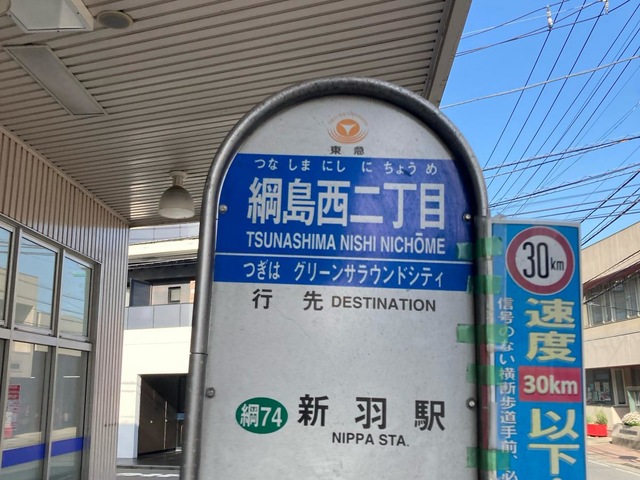 東急
つなしまにしにちょうめ
綱島西二丁目
TSUNASHIMA NISHI NICHŌME
つぎは グリーンサラウンドシティ
行先 DESTINATION
綱74 新羽駅
NIPPA STA.
30km
速度
30km
以下
信号のない横断歩道手前、必